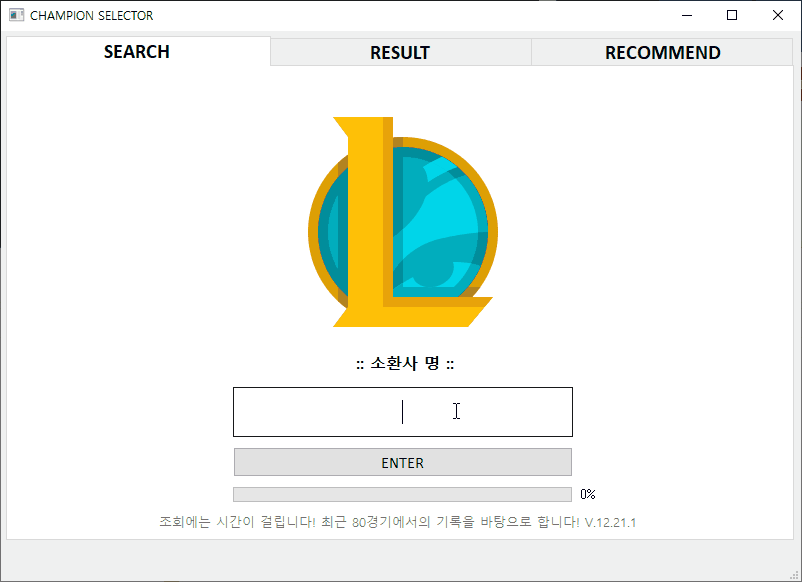 CHAMPION SELECTOR
SEARCH
RESULT
RECOMMEND
:: 소환사 명 ::
ENTER
0%
조회에는 시간이 걸립니다! 최근 80경기에서의 기록을 바탕으로 합니다! V.12.21.1